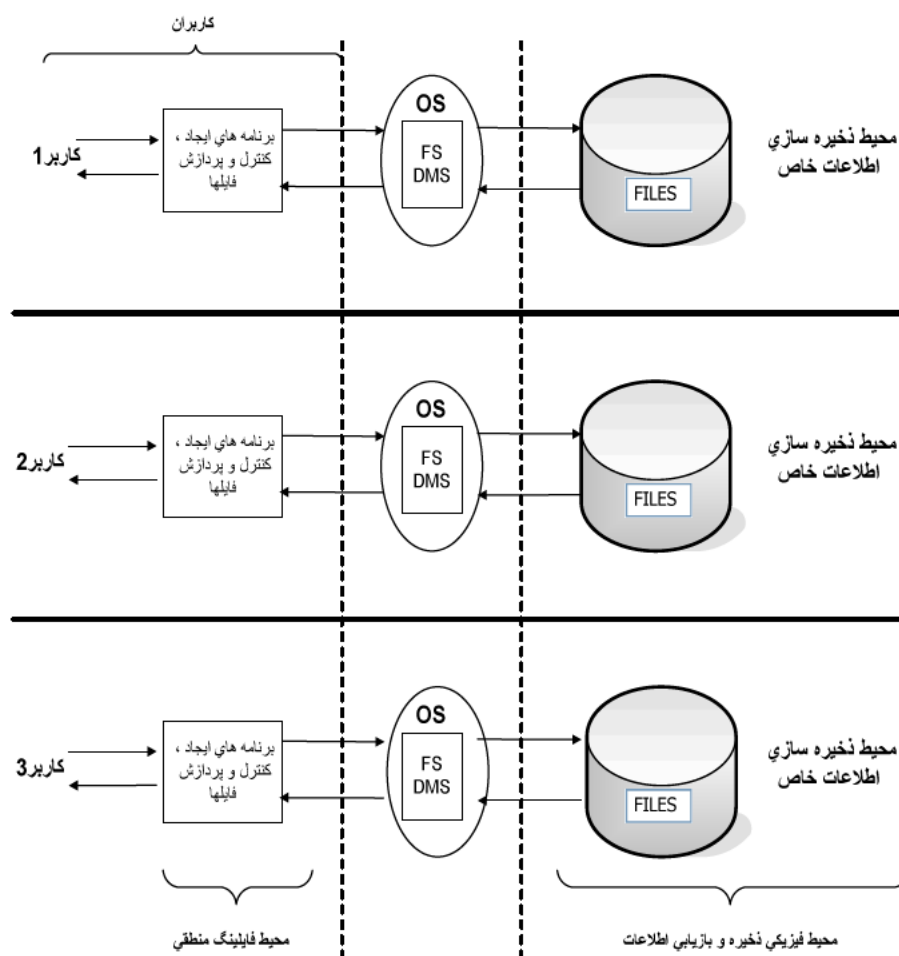 کاربران
کاربر1
برنامه هاي ايجاد ،
کنترل و پردازش
فايلها
OS
FS
DMS
FILES
محيط ذخيره سازي
اطلاعات خاص
کاربر2
برنامه هاي ايجاد ،
کنترل و پردازش
فايلها
OS
FS
DMS
FILES
محيط ذخيره سازي
اطلاعات خاص
کاربر3
برنامه هاي ايجاد ،
کنترل و پردازش
فايلها
OS
FS
DMS
FILES
محيط ذخيره سازي
اطلاعات خاص
محيط فايلينگ منطقي
محيط فيزيکي ذخيره و بازيابي اطلاعات